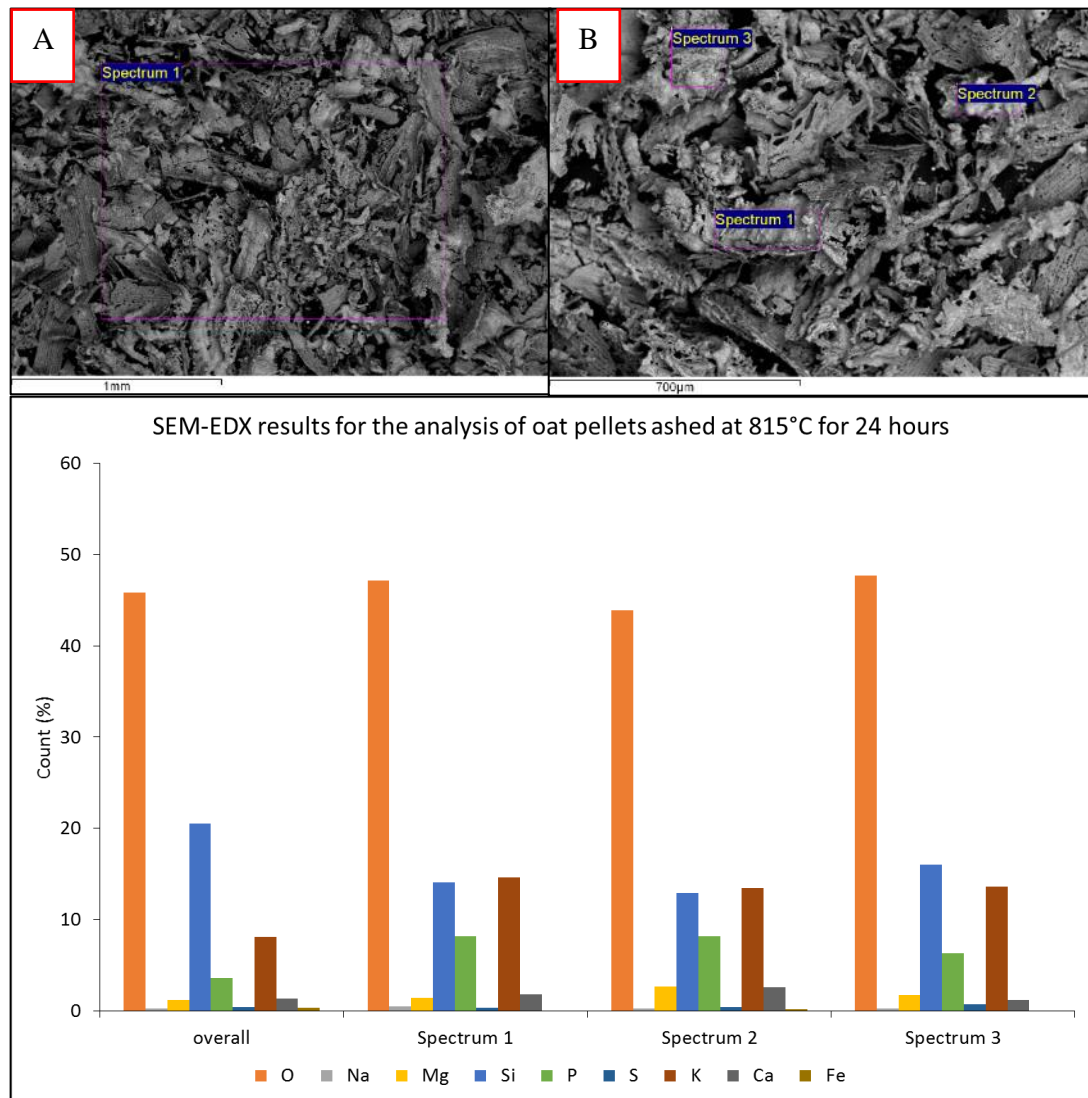 A
B
Spectrum 1
Spectrum 3
Spectrum 2
Spectrum 1
1mm
700µm
SEM-EDX results for the analysis of oat pellets ashed at 815°C for 24 hours
60
50
40
30
20
10
0
Count (%)
overall Spectrum 1 Spectrum 2 Spectrum 3
O Na Mg Si P S K Ca Fe